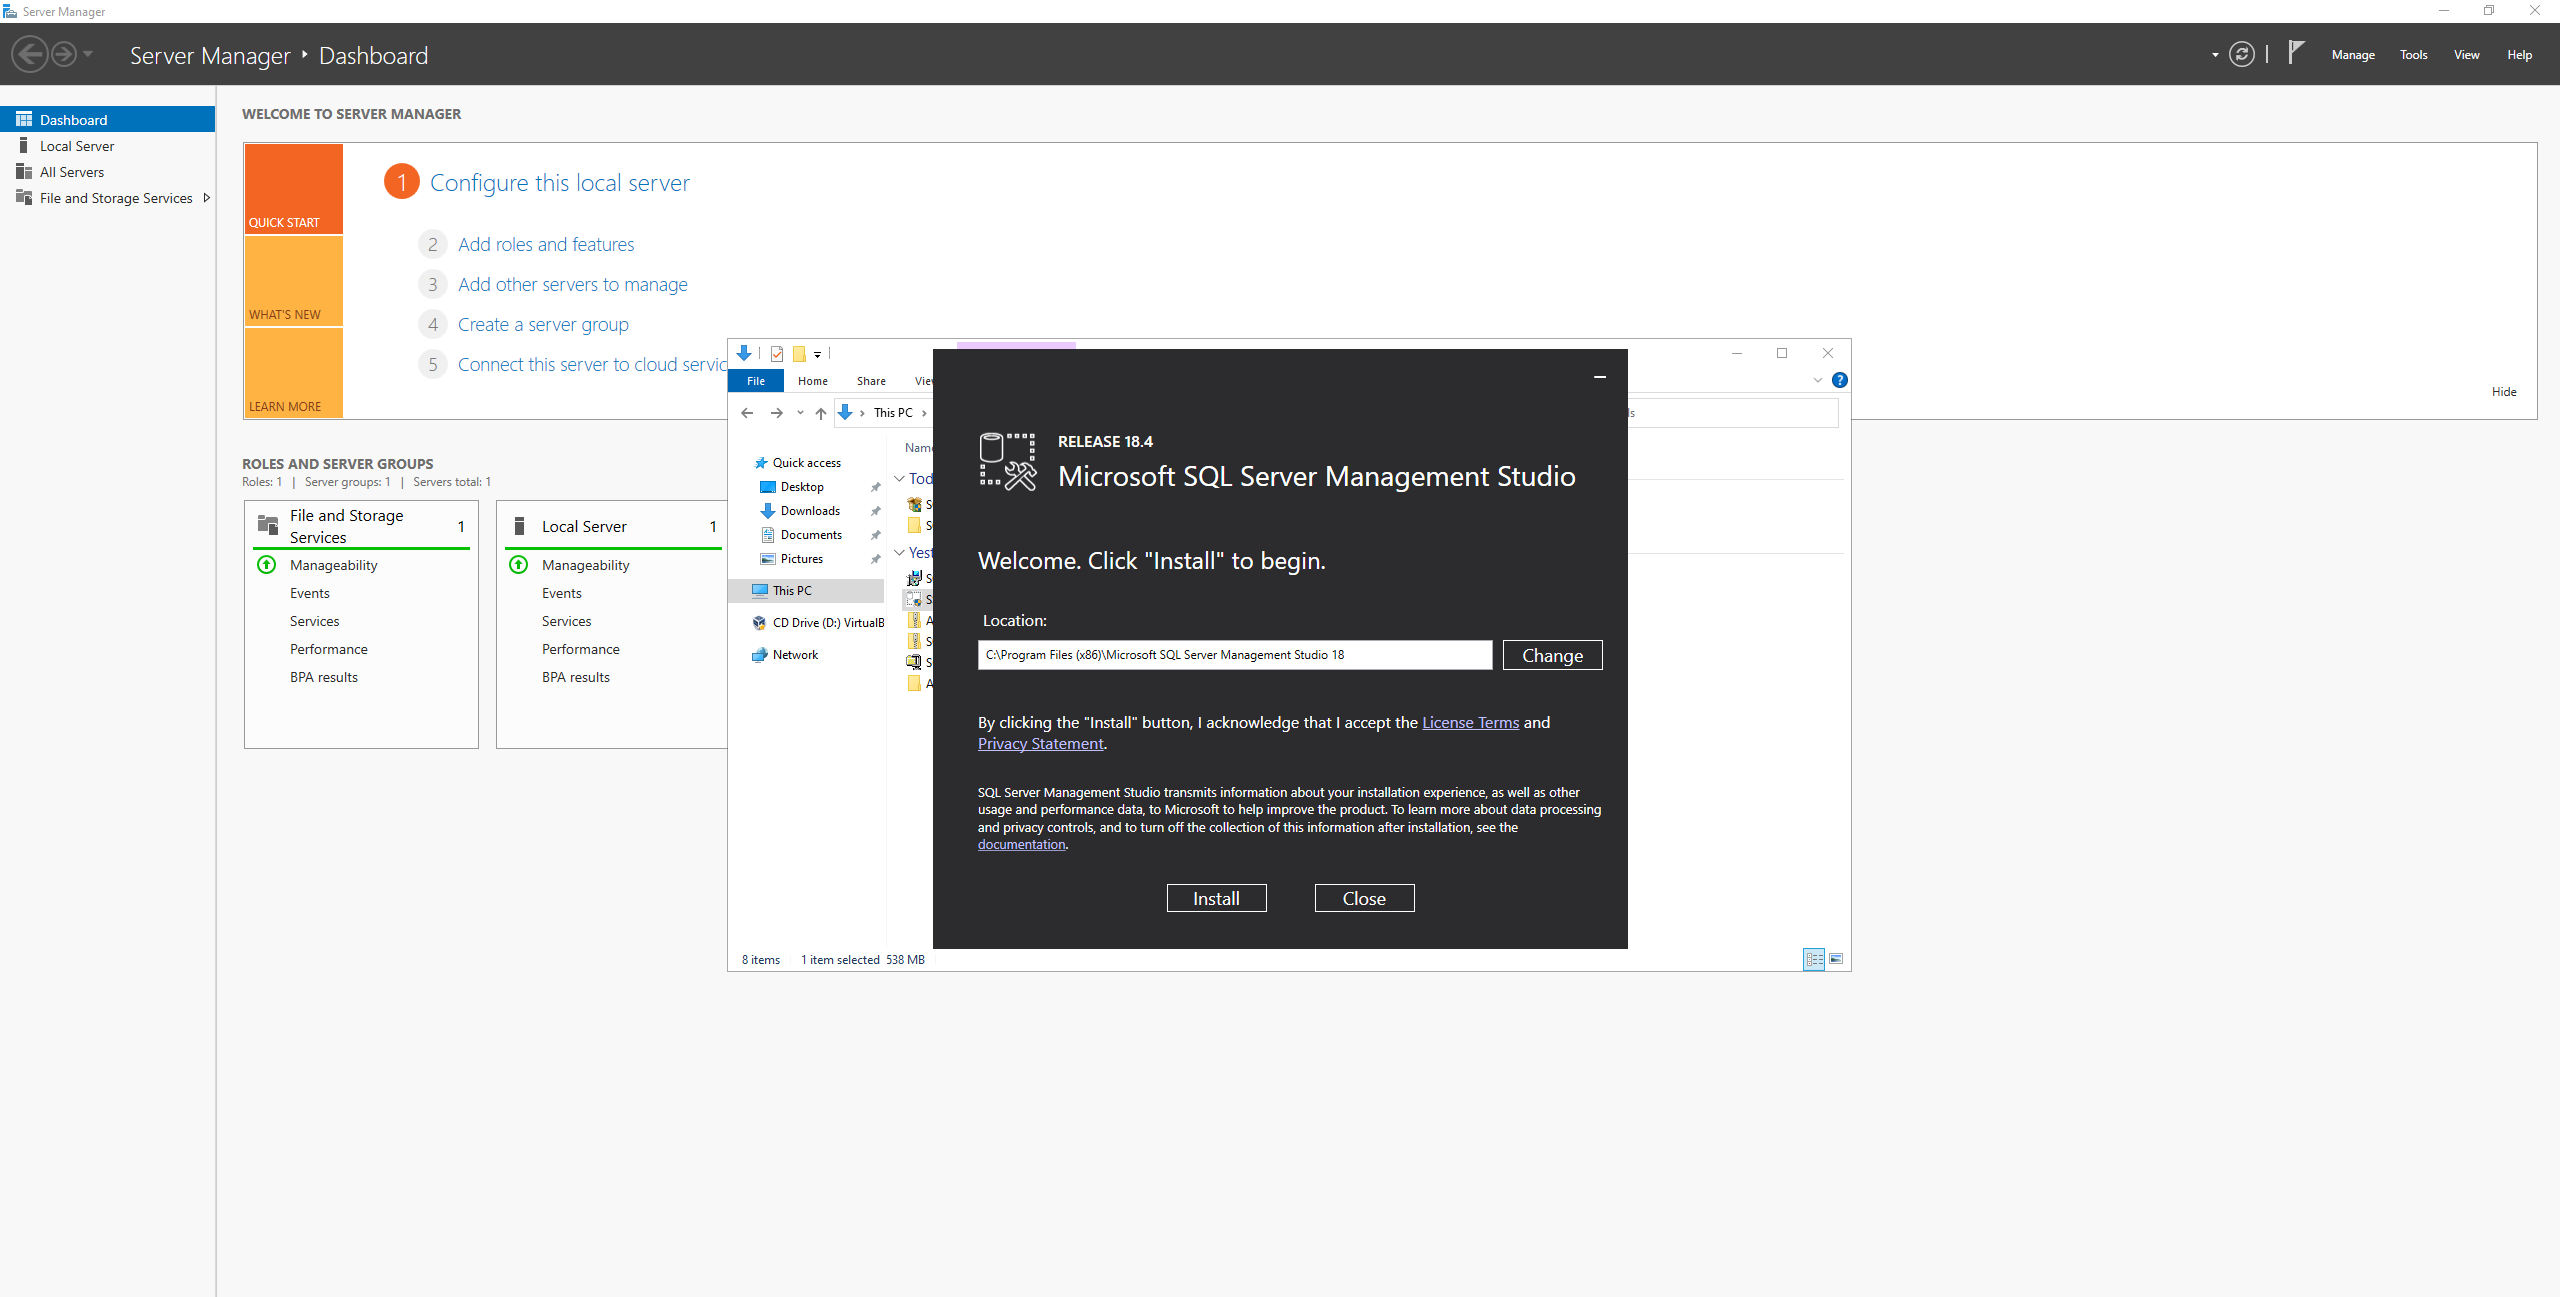 Server Manager
Server Manager ‣ Dashboard
Manage Tools View Help
Dashboard
Local Server
All Servers
File and Storage Services
WELCOME TO SERVER MANAGER
QUICK START
WHAT'S NEW
LEARN MORE
1 Configure this local server
2 Add roles and features
3 Add other servers to manage
4 Create a server group
5 Connect this server to cloud servic
Hide
ROLES AND SERVER GROUPS
Roles: 1 | Server groups: 1 | Servers total: 1
File and Storage
Services 1
Manageability
Events
Services
Performance
BPA results
Local Server 1
Manageability
Events
Services
Performance
BPA results
File Home Share Vie
This PC
Quick access
Desktop
Downloads
Documents
Pictures
This PC
CD Drive (D:) VirtualB
Network
Nam
Tod
S
S
Yest
S
S
A
S
S
A
8 items 1 item selected 538 MB
RELEASE 18.4
Microsoft SQL Server Management Studio
Welcome. Click "Install" to begin.
Location:
C:\Program Files (x86)\Microsoft SQL Server Management Studio 18
Change
By clicking the "Install" button, I acknowledge that I accept the License Terms and
Privacy Statement.
SQL Server Management Studio transmits information about your installation experience, as well as other
usage and performance data, to Microsoft to help improve the product. To learn more about data processing
and privacy controls, and to turn off the collection of this information after installation, see the
documentation.
Install Close